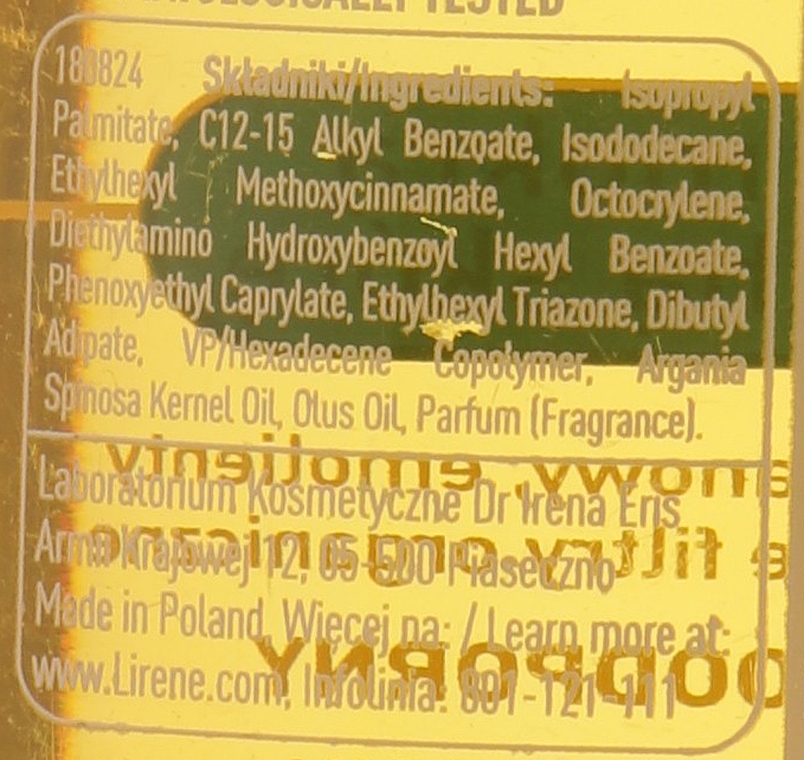 TESTED
Składniki/Ingredients: Isopropyl
Palmitate, C12-15 Alkyl Benzoate, Isododecane,
Ethylhexyl Methoxycinnamate, Octocrylene,
Diethylamino Hydroxybenzoyl Hexyl Benzoate,
Phenoxyethyl Caprylate, Ethylhexyl Triazone, Dibutyl
Adipate, VP/Hexadecene Copolymer, Argania
Spinosa Kernel Oil, Olus Oil, Parfum (Fragrance).
Laboratorium Kosmetyczne Dr Irena Eris
Armii Krajowej 12, 05-500 Piaseczno
Made in Poland, Więcej na: / Learn more at:
www.Lirene.com, Infolinia: 801-121-111